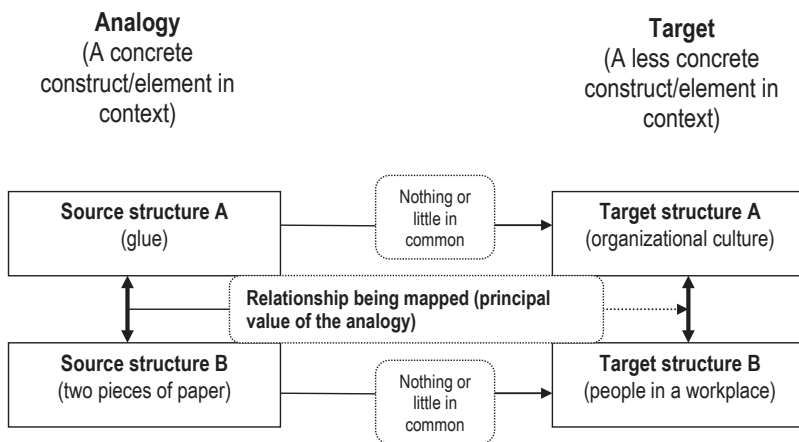 Analogy
(A concrete
construct/element in
context)
Target
(A less concrete
construct/element in
context)
Source structure A
(glue)
Nothing or
little in
common
Target structure A
(organizational culture)
Relationship being mapped (principal
value of the analogy)
Source structure B
(two pieces of paper)
Nothing or
little in
common
Target structure B
(people in a workplace)